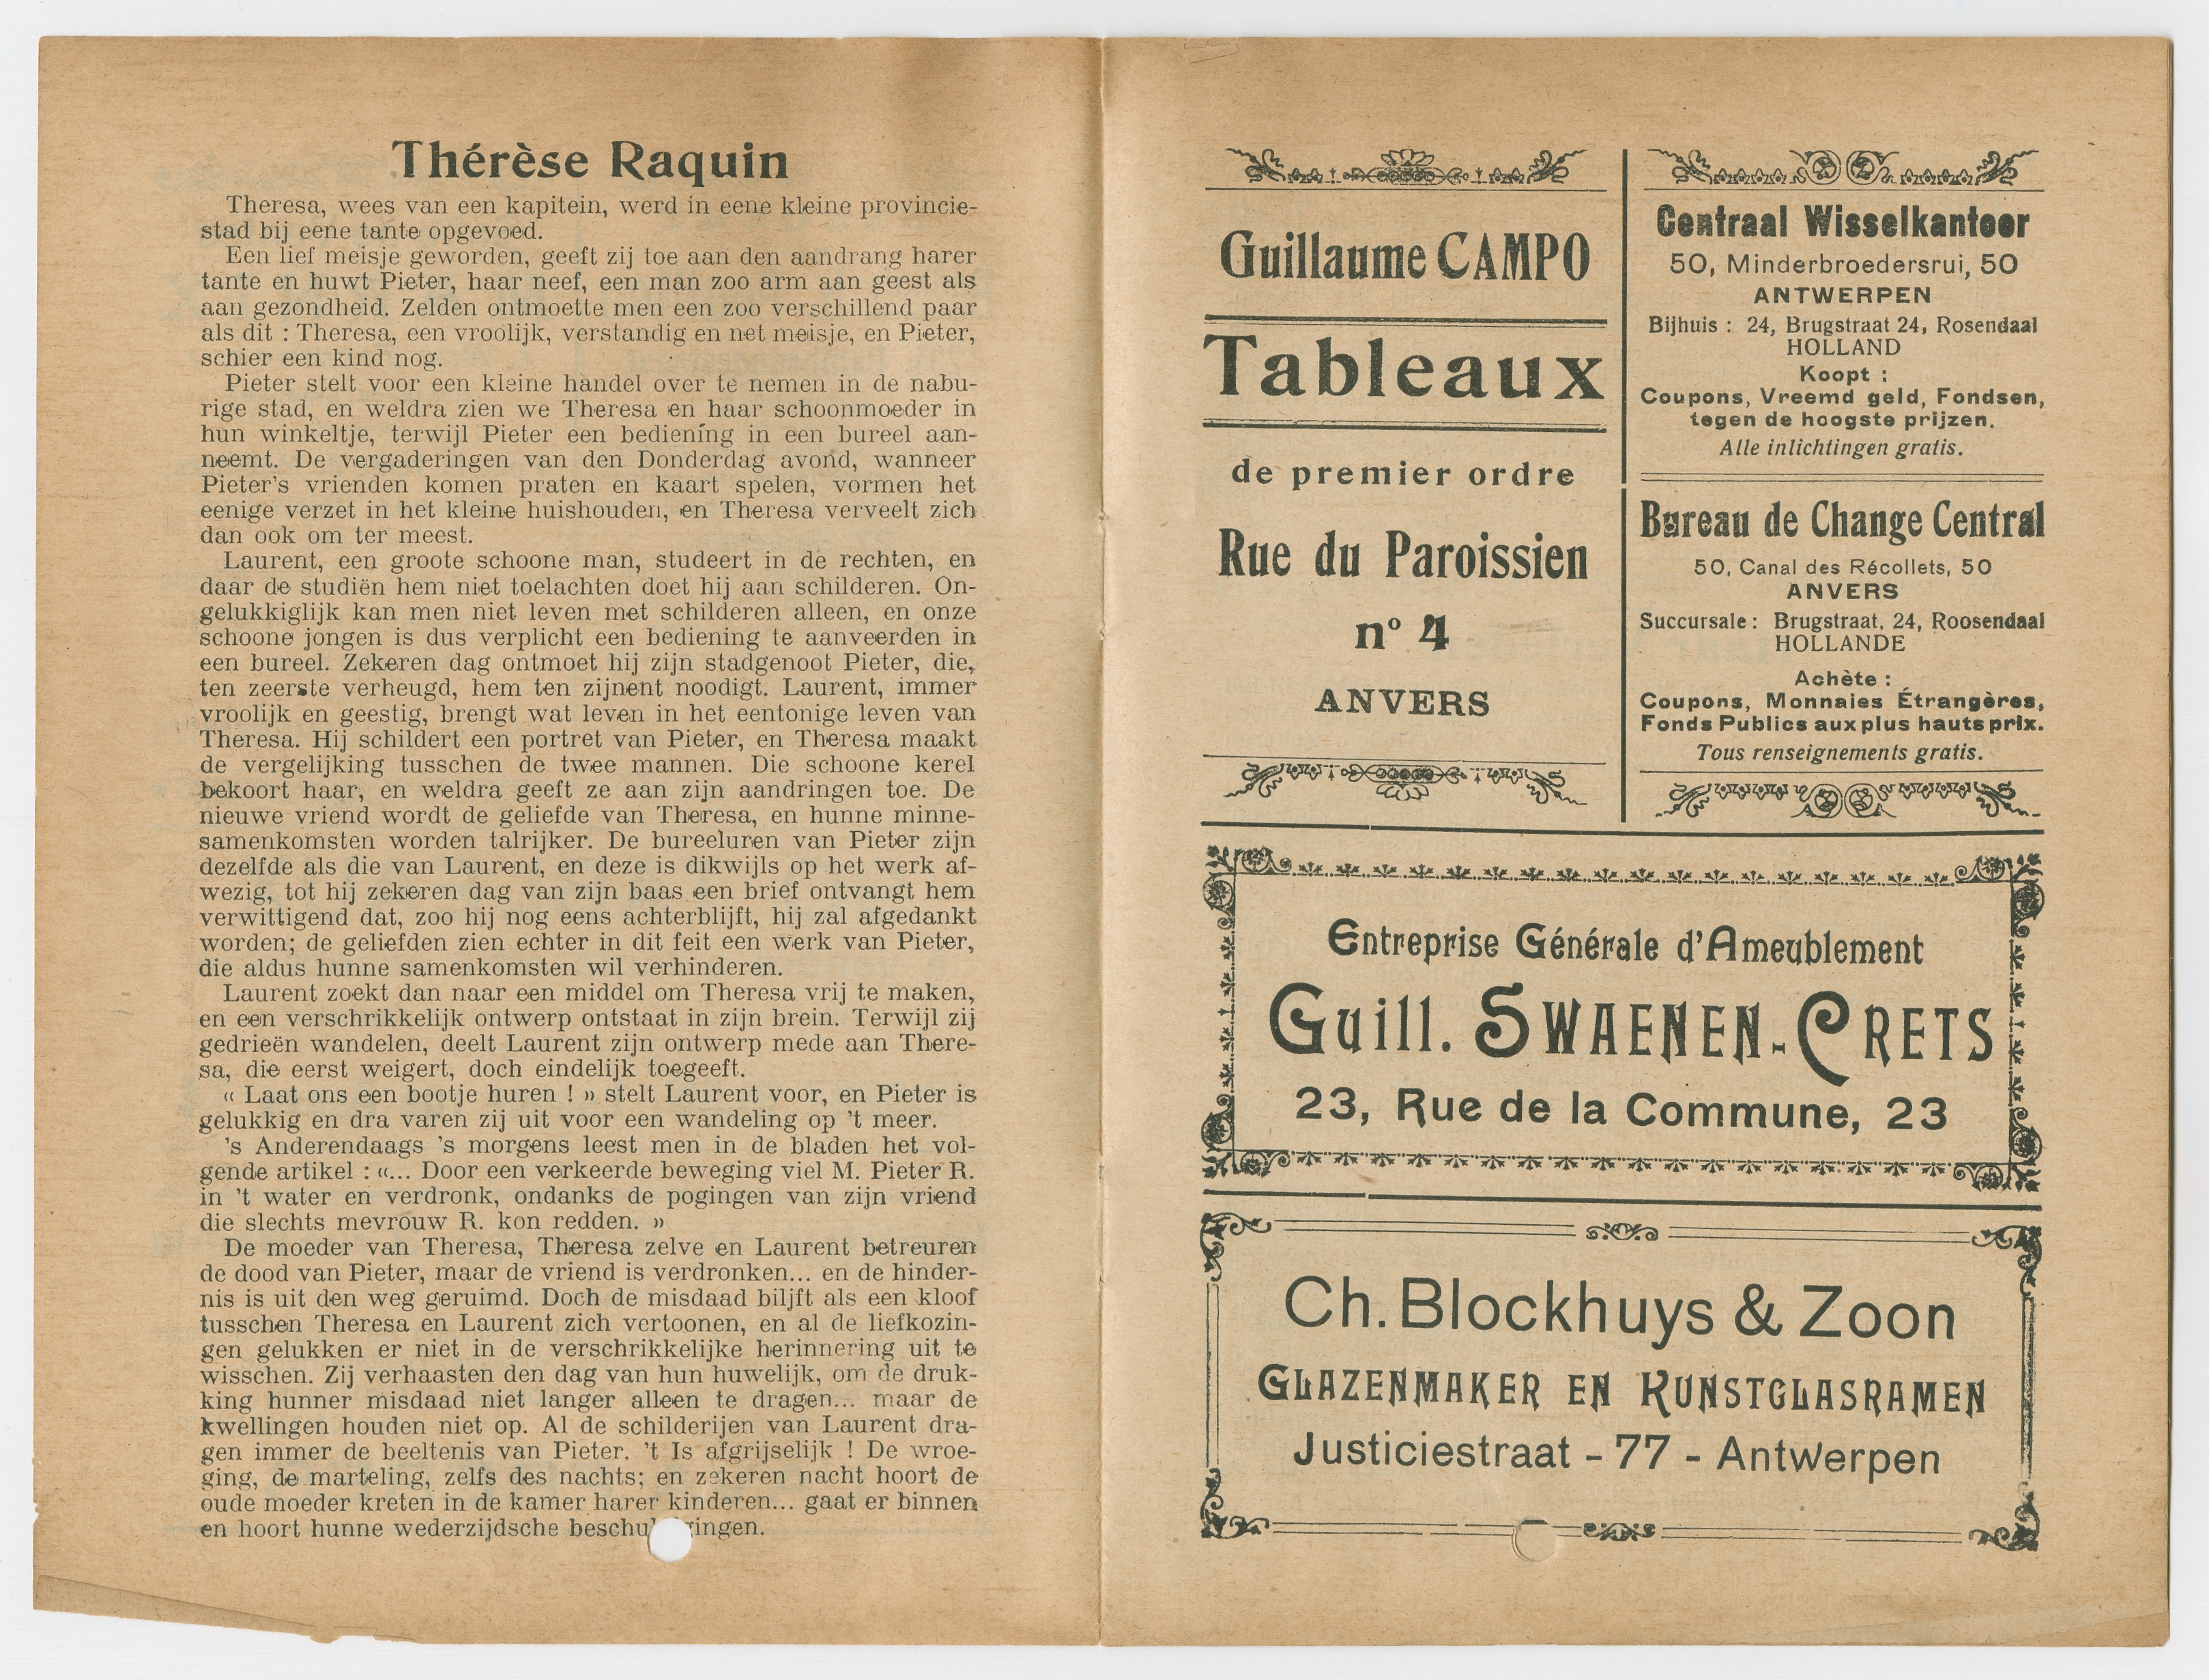 Thérèse Raquin
Theresa, wees van een kapitein, werd in eene kleine provincie-
stad bij eene tante opgevoed.
Een lief meisje geworden, geeft zij toe aan den aandrang harer
tante en huwt Pieter, haar neef, een man zoo arm aan geest als
aan gezondheid. Zelden ontmoette men een zoo verschillend paar
als dit : Theresa, een vroolijk, verstandig en net meisje, en Pieter,
schier een kind nog.
Pieter stelt voor een kleine handel over te nemen in de nabu-
rige stad, en weldra zien we Theresa en haar schoonmoeder in
hun winkeltje, terwijl Pieter een bediening in een bureel aan-
neemt. De vergaderingen van den Donderdag avond, wanneer
Pieter's vrienden komen praten en kaart spelen, vormen het
eenige verzet in het kleine huishouden, en Theresa verveelt zich
dan ook om ter meest.
Laurent, een groote schoone man, studeert in de rechten, en
daar de studiën hem niet toelachten doet hij aan schilderen. On-
gelukkiglijk kan men niet leven met schilderen alleen, en onze
schoone jongen is dus verplicht een bediening te aanveerden in
een bureel. Zekeren dag ontmoet hij zijn stadgenoot Pieter, die,
ten zeerste verheugd, hem ten zijnent noodigt. Laurent, immer
vroolijk en geestig, brengt wat leven in het eentonige leven van
Theresa. Hij schildert een portret van Pieter, en Theresa maakt
de vergelijking tusschen de twee mannen. Die schoone kerel
bekoort haar, en weldra geeft ze aan zijn aandringen toe. De
nieuwe vriend wordt de geliefde van Theresa, en hunne minne-
samenkomsten worden talrijker. De bureeluren van Pieter zijn
dezelfde als die van Laurent, en deze is dikwijls op het werk af-
wezig, tot hij zekeren dag van zijn baas een brief ontvangt hem
verwittigend dat, zoo hij nog eens achterblijft, hij zal afgedankt
worden; de geliefden zien echter in dit feit een werk van Pieter,
die aldus hunne samenkomsten wil verhinderen.
Laurent zoekt dan naar een middel om Theresa vrij te maken,
en een verschrikkelijk ontwerp ontstaat in zijn brein. Terwijl zij
gedrieën wandelen, deelt Laurent zijn ontwerp mede aan There-
sa, die eerst weigert, doch eindelijk toegeeft.
« Laat ons een bootje huren ! » stelt Laurent voor, en Pieter is
gelukkig en dra varen zij uit voor een wandeling op 't meer.
's Anderendaags 's morgens leest men in de bladen het vol-
gende artikel : «... Door een verkeerde beweging viel M. Pieter R.
in 't water en verdronk, ondanks de pogingen van zijn vriend
die slechts mevrouw R. kon redden. »
De moeder van Theresa, Theresa zelve en Laurent betreuren
de dood van Pieter, maar de vriend is verdronken... en de hinder-
nis is uit den weg geruimd. Doch de misdaad biljft als een kloof
tusschen Theresa en Laurent zich vertoonen, en al de liefkozin-
gen gelukken er niet in de verschrikkelijke herinnering uit te
wisschen. Zij verhaasten den dag van hun huwelijk, om de druk-
king hunner misdaad niet langer alleen te dragen... maar de
kwellingen houden niet op. Al de schilderijen van Laurent dra-
gen immer de beeltenis van Pieter. 't Is afgrijselijk ! De wroe-
ging, de marteling, zelfs des nachts; en zekeren nacht hoort de
oude moeder kreten in de kamer harer kinderen... gaat er binnen
en hoort hunne wederzijdsche
Guillaume CAMPO
Tableaux
de premier ordre
Rue du Paroissien
n° 4
ANVERS
Centraal Wisselkantoor
50, Minderbroedersrui, 50
ANTWERPEN
Bijhuis : 24, Brugstraat 24, Rosendaal
HOLLAND
Koopt :
Coupons, Vreemd geld, Fondsen,
tegen de hoogste prijzen.
Alle inlichtingen gratis.
Bureau de Change Central
50, Canal des Récollets, 50
ANVERS
Succursale : Brugstraat, 24, Roosendaal
HOLLANDE
Achète :
Coupons, Monnaies Étrangères,
Fonds Publics aux plus hauts prix.
Tous renseignements gratis.
Entreprise Générale d'Ameublement
Guill. SWAENEN-CRETS
23, Rue de la Commune, 23
Ch. Blockhuys & Zoon
GLAZENMAKER EN KUNSTGLASRAMEN
Justiciestraat - 77 - Antwerpen